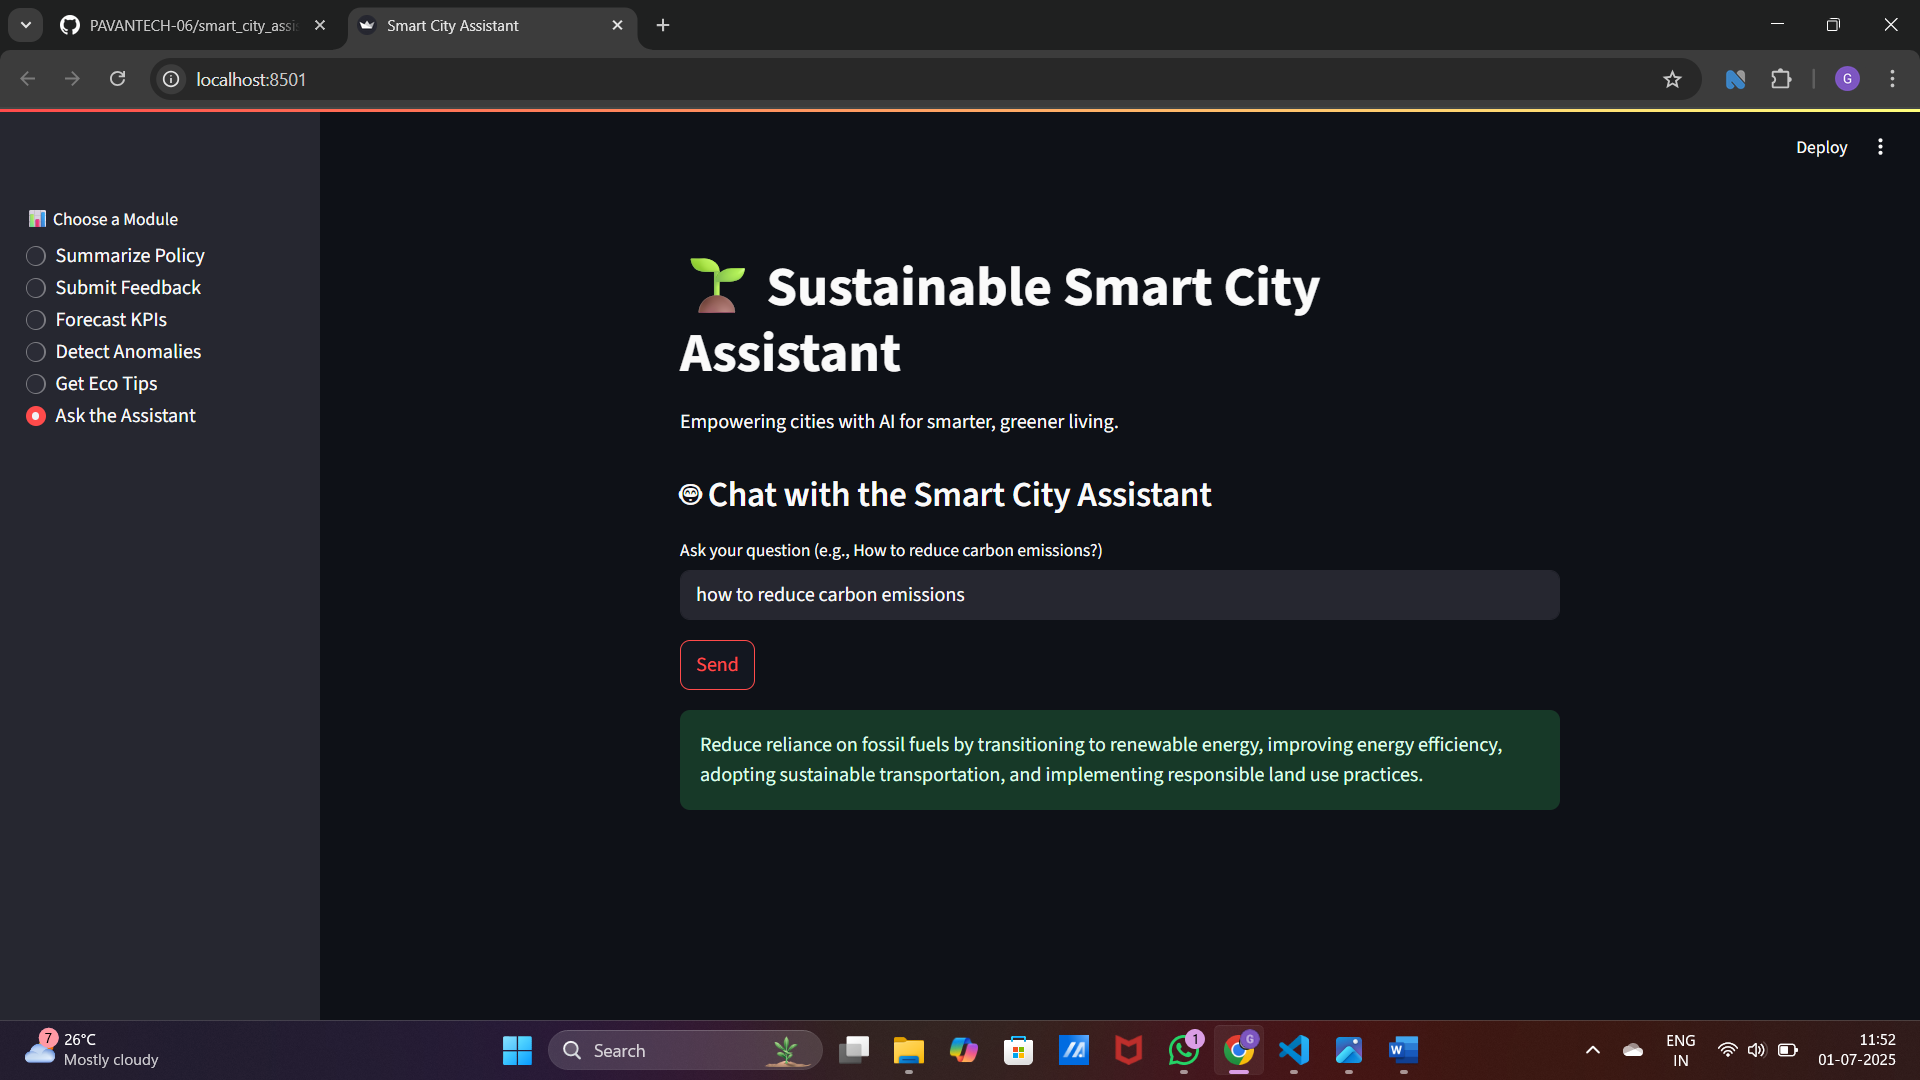 PAVANTECH-06/smart_city_assis
Smart City Assistant
localhost:8501
G
Deploy
Choose a Module
Summarize Policy
Submit Feedback
Forecast KPIs
Detect Anomalies
Get Eco Tips
Ask the Assistant
Sustainable Smart City
Assistant
Empowering cities with AI for smarter, greener living.
Chat with the Smart City Assistant
Ask your question (e.g., How to reduce carbon emissions?)
how to reduce carbon emissions
Send
Reduce reliance on fossil fuels by transitioning to renewable energy, improving energy efficiency,
adopting sustainable transportation, and implementing responsible land use practices.
7
26°C
Mostly cloudy
Search
1
G
W
ENG
IN
11:52
01-07-2025